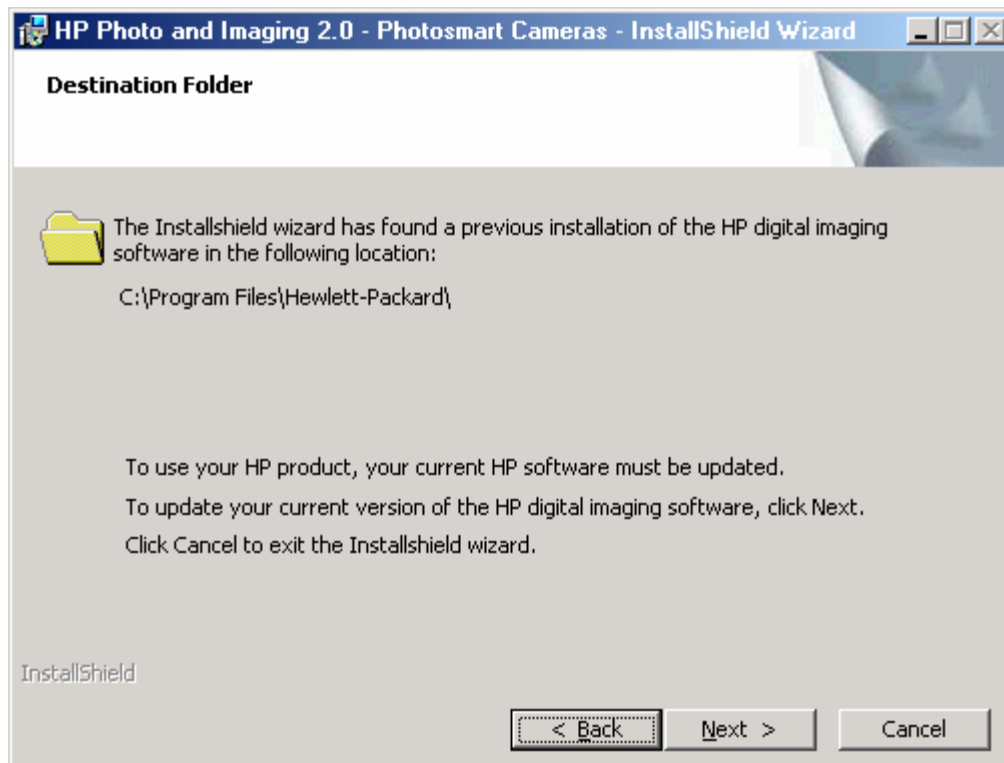 HP Photo and Imaging 2.0 - Photosmart Cameras - InstallShield Wizard
Destination Folder
The Installshield wizard has found a previous installation of the HP digital imaging
software in the following location:
C:\Program Files\Hewlett-Packard\
To use your HP product, your current HP software must be updated.
To update your current version of the HP digital imaging software, click Next.
Click Cancel to exit the Installshield wizard.
InstallShield
< Back Next > Cancel